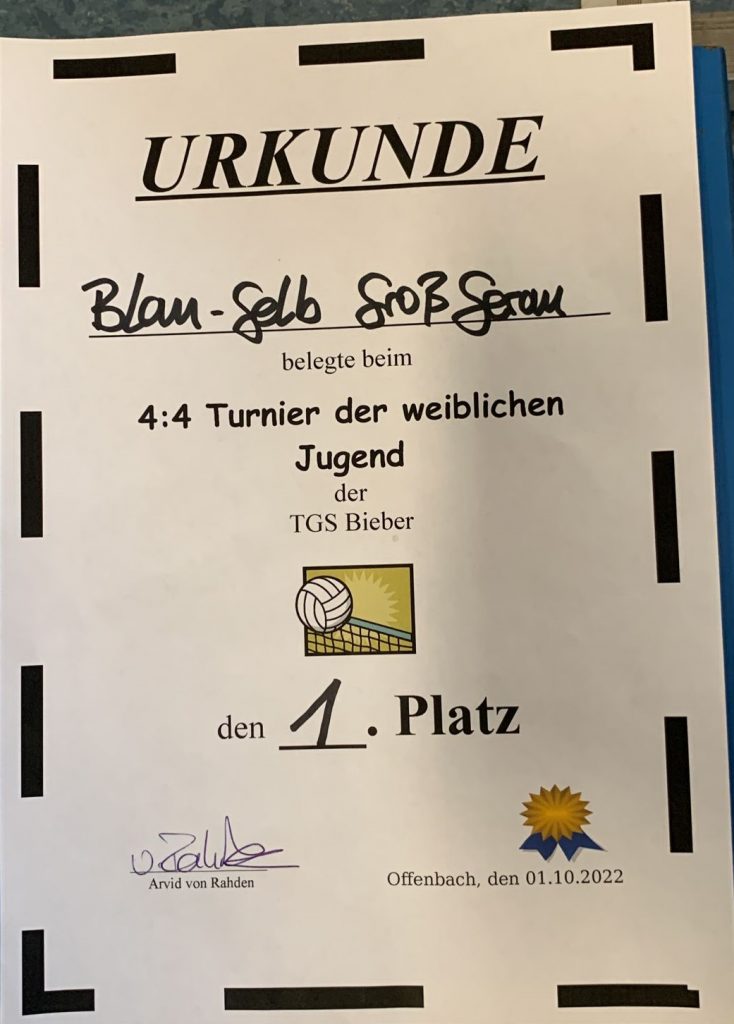 URKUNDE
Blau-Gelb Groß Gerau
belegte beim
4:4 Turnier der weiblichen
Jugend
der
TGS Bieber
den 1. Platz
v Rahden
Arvid von Rahden
Offenbach, den 01.10.2022